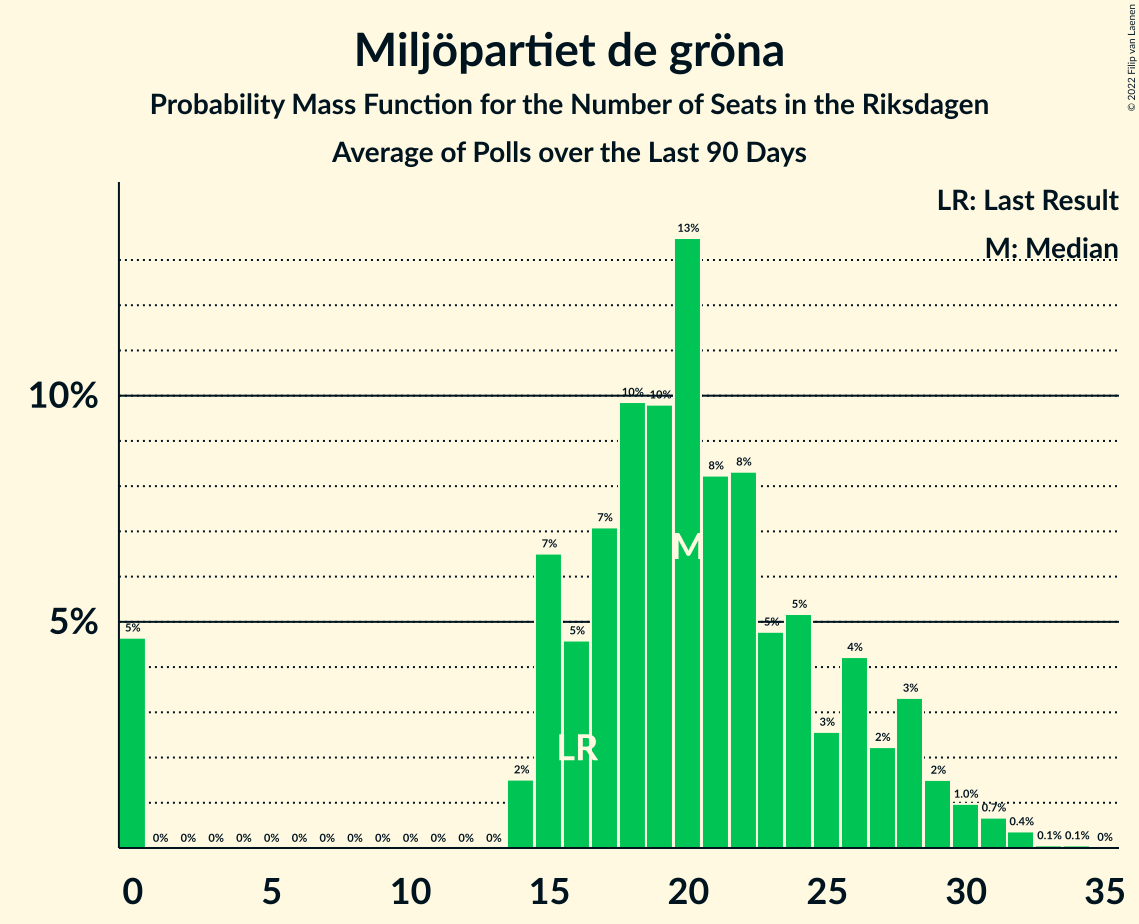 Miljöpartiet de gröna
Probability Mass Function for the Number of Seats in the Riksdagen
Average of Polls over the Last 90 Days
© 2022 Filip van Laenen
LR: Last Result
M: Median
13%
10%
10% 10%
8% 8%
7%
7%
M
5%
5% 5% 5% 5%
4%
3%
LR
3% 2%
2% 2%
1.0%
0.7%
0.4%
0% 0% 0% 0% 0% 0% 0% 0% 0% 0% 0% 0% 0% 0.1% 0.1% 0%
0 5 10 15 20 25 30 35